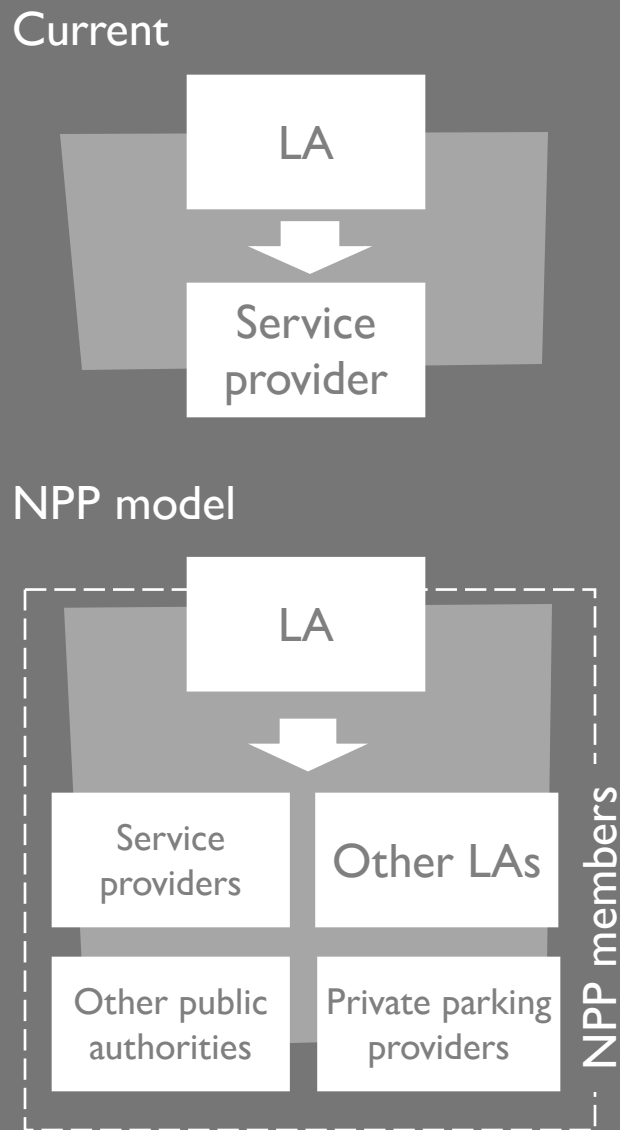 Current
LA
Service
provider
NPP model
LA
Service
providers
Other LAs
Other public
authorities
Private parking
providers
NPP members